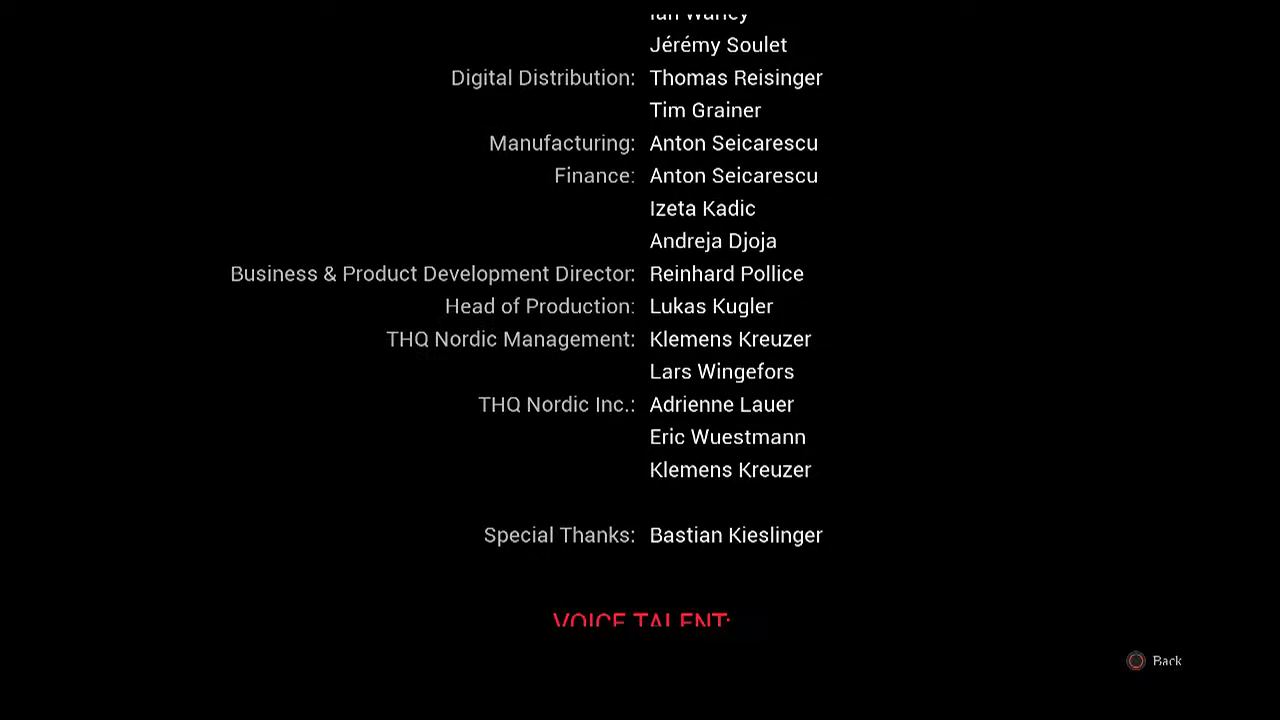 Jérémy Soulet
Digital Distribution: Thomas Reisinger
Tim Grainer
Manufacturing: Anton Seicarescu
Finance: Anton Seicarescu
Izeta Kadic
Andreja Djoja
Business & Product Development Director: Reinhard Pollice
Head of Production: Lukas Kugler
THQ Nordic Management: Klemens Kreuzer
Lars Wingefors
THQ Nordic Inc.: Adrienne Lauer
Eric Wuestmann
Klemens Kreuzer
Special Thanks: Bastian Kieslinger
VOICE TALENT:
Back